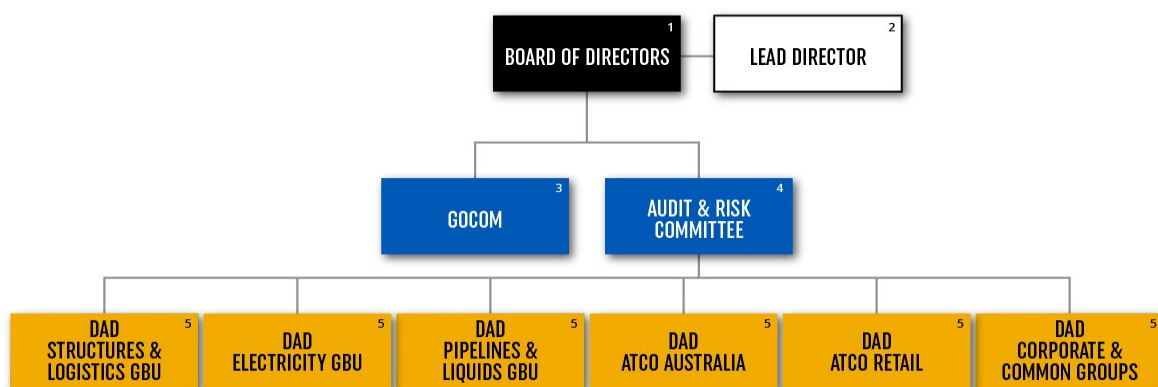 1
BOARD OF DIRECTORS
2
LEAD DIRECTOR
3
GOCOM
4
AUDIT & RISK
COMMITTEE
5
DAD
STRUCTURES &
LOGISTICS GBU
5
DAD
ELECTRICITY GBU
5
DAD
PIPELINES &
LIQUIDS GBU
5
DAD
ATCO AUSTRALIA
5
DAD
ATCO RETAIL
5
DAD
CORPORATE &
COMMON GROUPS